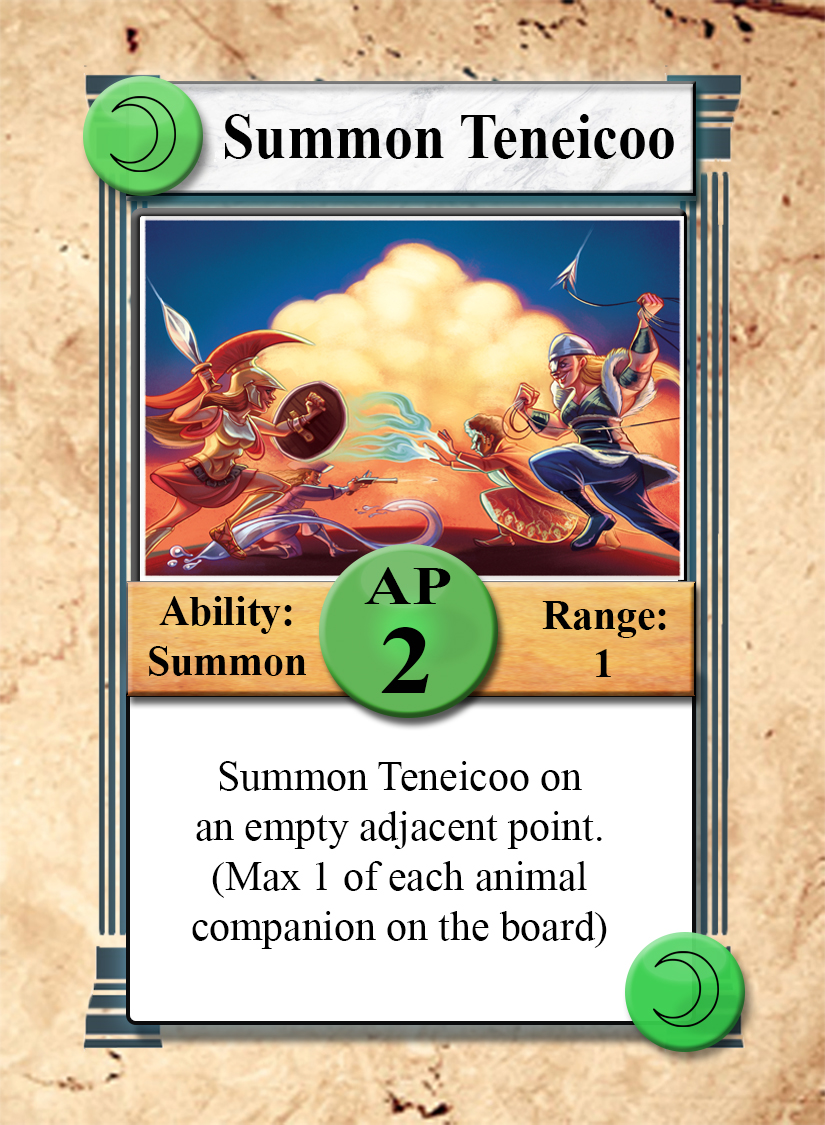 Summon Teneicoo
Ability:
Summon
AP
2
Range:
1
Summon Teneicoo on
an empty adjacent point.
(Max 1 of each animal
companion on the board)